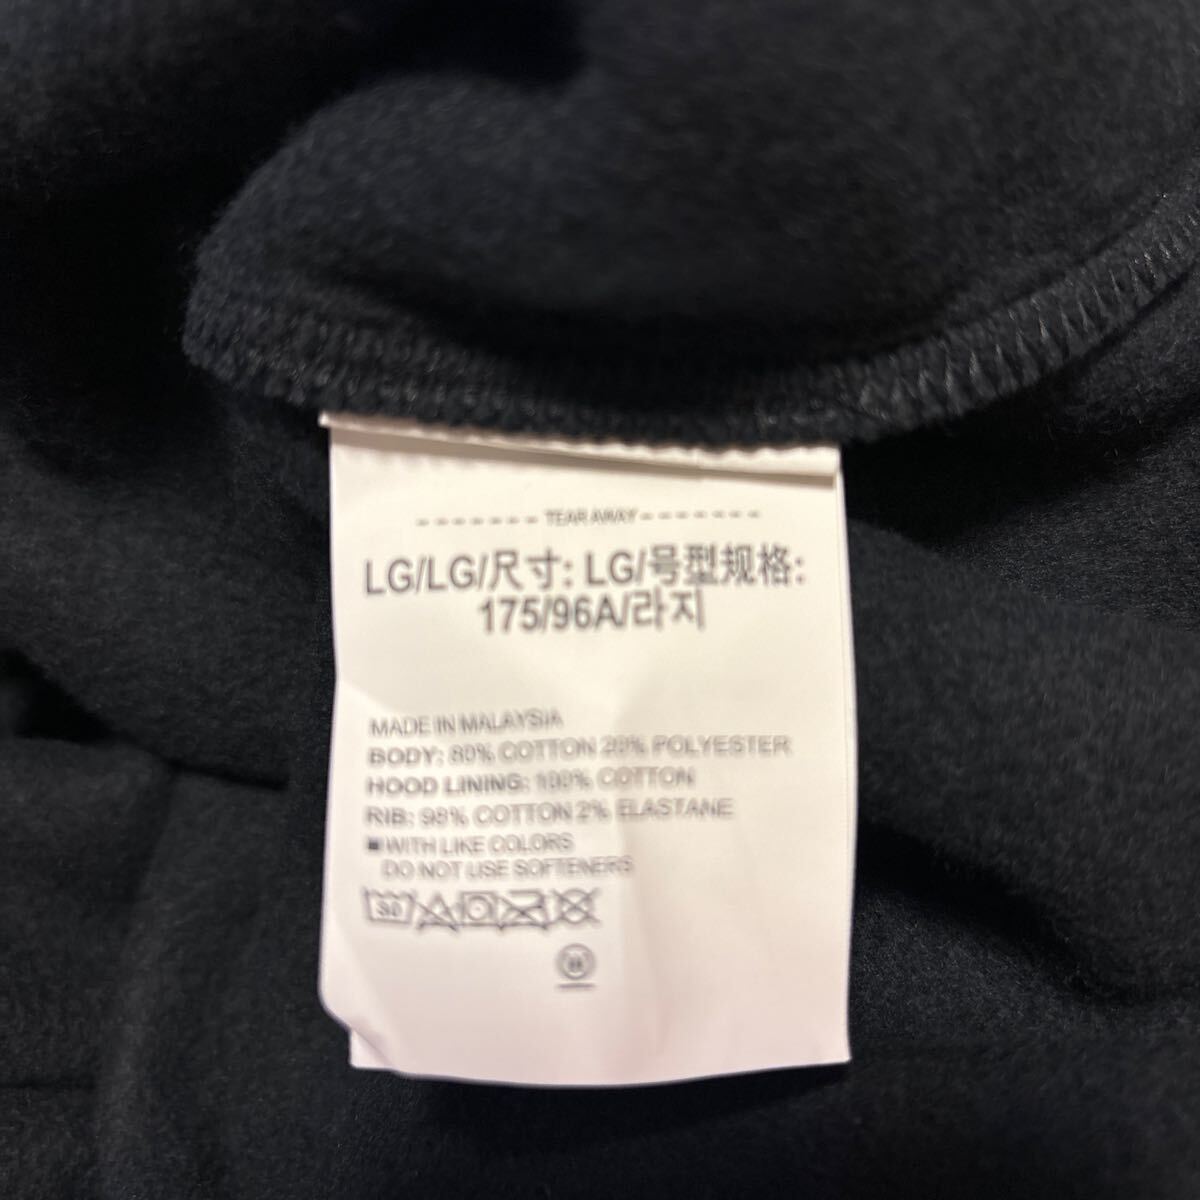 ------- TEAR AWAY -------
LG/LG/尺寸: LG/号型规格:
175/96A/라지
MADE IN MALAYSIA
BODY: 80% COTTON 20% POLYESTER
HOOD LINING: 100% COTTON
RIB: 98% COTTON 2% ELASTANE
■ WITH LIKE COLORS
DO NOT USE SOFTENERS
30